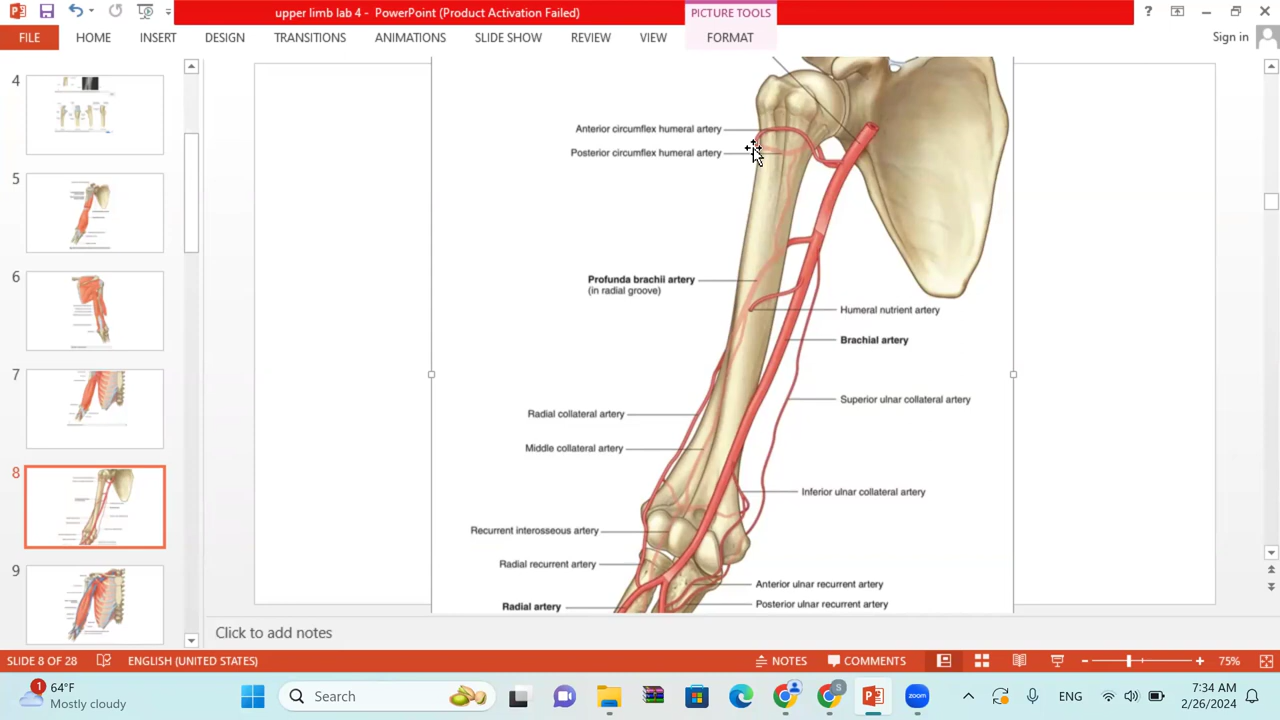 upper limb lab 4 - PowerPoint (Product Activation Failed)
PICTURE TOOLS
?
FILE
HOME
INSERT
DESIGN
TRANSITIONS
ANIMATIONS
SLIDE SHOW
REVIEW
VIEW
FORMAT
Sign in
4
5
6
7
8
9
Anterior circumflex humeral artery
Posterior circumflex humeral artery
Profunda brachii artery
(in radial groove)
Humeral nutrient artery
Brachial artery
Superior ulnar collateral artery
Radial collateral artery
Middle collateral artery
Inferior ulnar collateral artery
Recurrent interosseous artery
Radial recurrent artery
Anterior ulnar recurrent artery
Posterior ulnar recurrent artery
Radial artery
Click to add notes
SLIDE 8 OF 28
ENGLISH (UNITED STATES)
NOTES
COMMENTS
75%
1
64°F
Mostly cloudy
Search
S
zoom
ENG
7:34 AM
2/26/2024